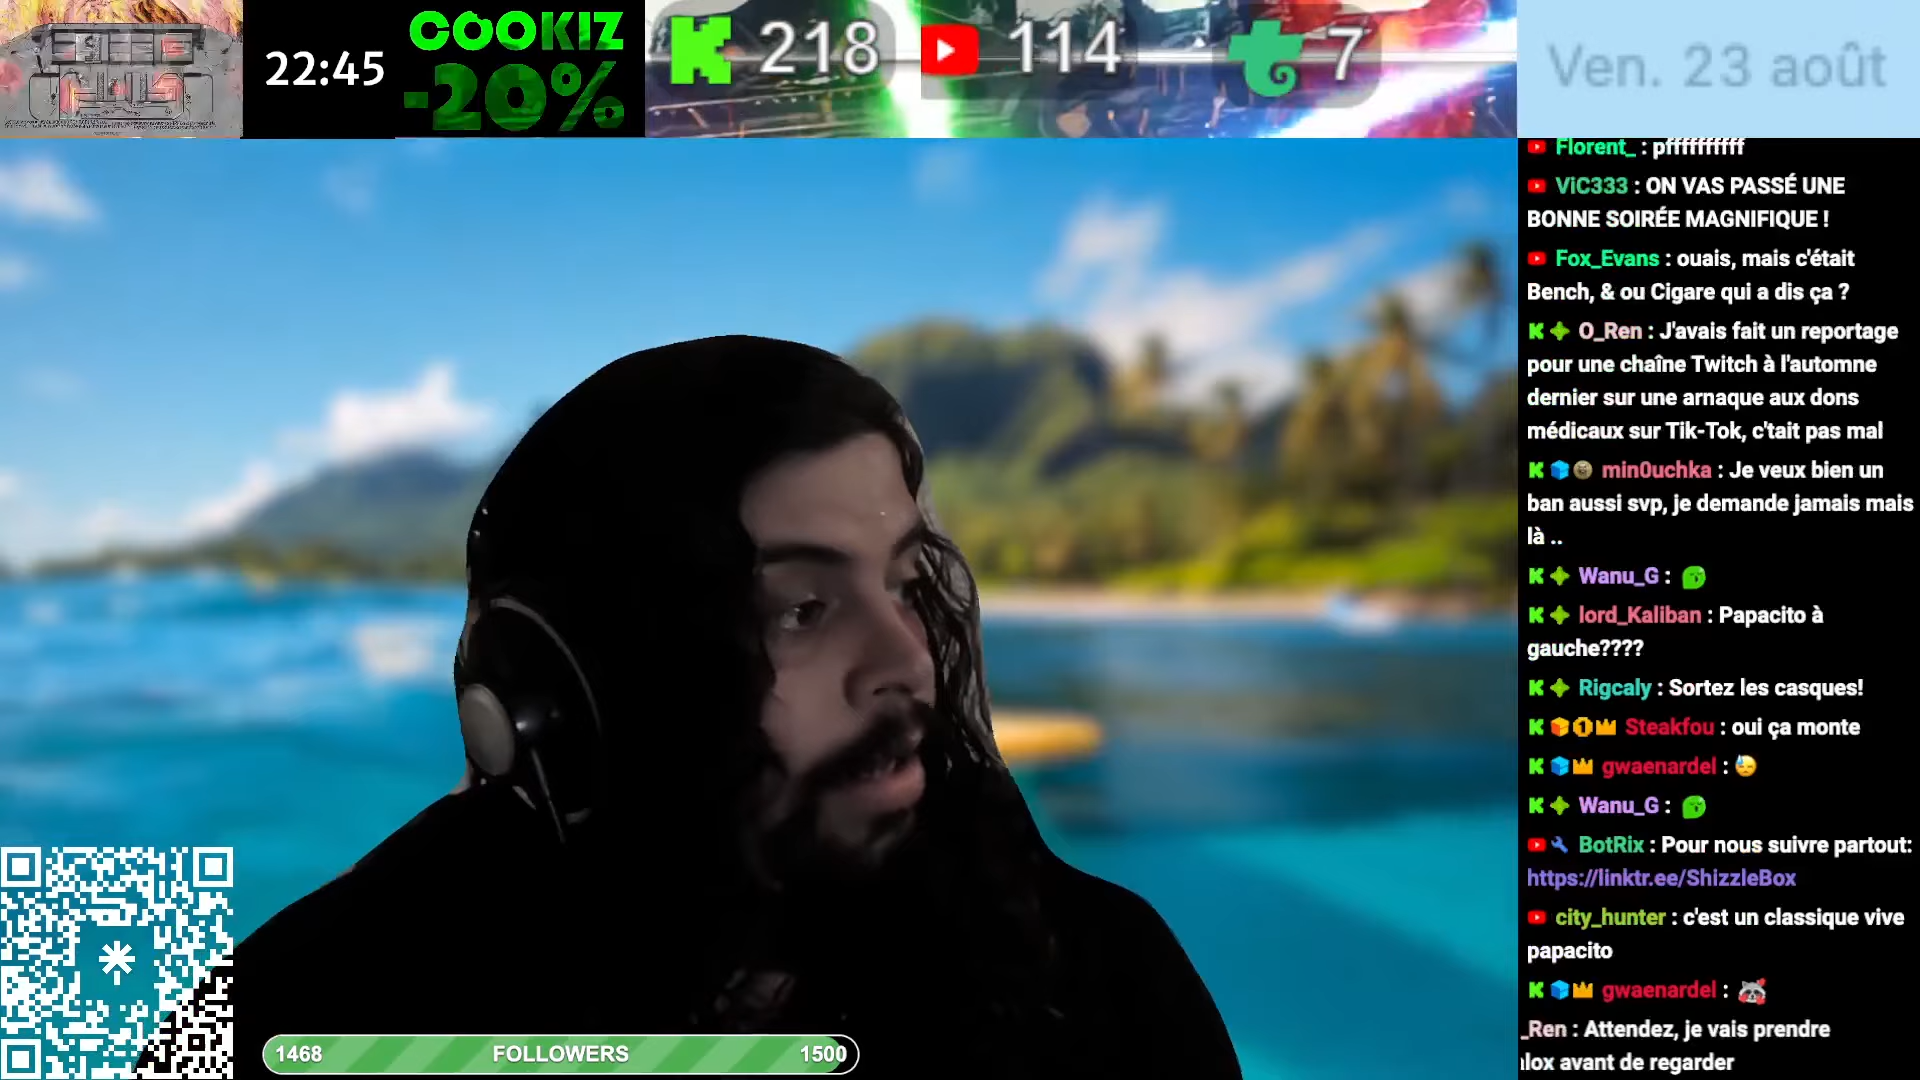 22:45
COOKIZ
-20%
218
114
7
Ven. 23 août
Florent_ : pffffffffff
ViC333 : ON VAS PASSÉ UNE
BONNE SOIRÉE MAGNIFIQUE !
Fox_Evans : ouais, mais c'était
Bench, & ou Cigare qui a dis ça ?
O_Ren : J'avais fait un reportage
pour une chaîne Twitch à l'automne
dernier sur une arnaque aux dons
médicaux sur Tik-Tok, c'tait pas mal
min0uchka : Je veux bien un
ban aussi svp, je demande jamais mais
là ..
Wanu_G :
lord_Kaliban : Papacito à
gauche????
Rigcaly : Sortez les casques!
Steakfou : oui ça monte
gwaenardel :
Wanu_G :
BotRix : Pour nous suivre partout:
https://linktr.ee/ShizzleBox
city_hunter : c'est un classique vive
papacito
gwaenardel :
_Ren : Attendez, je vais prendre
lox avant de regarder
1468 FOLLOWERS 1500